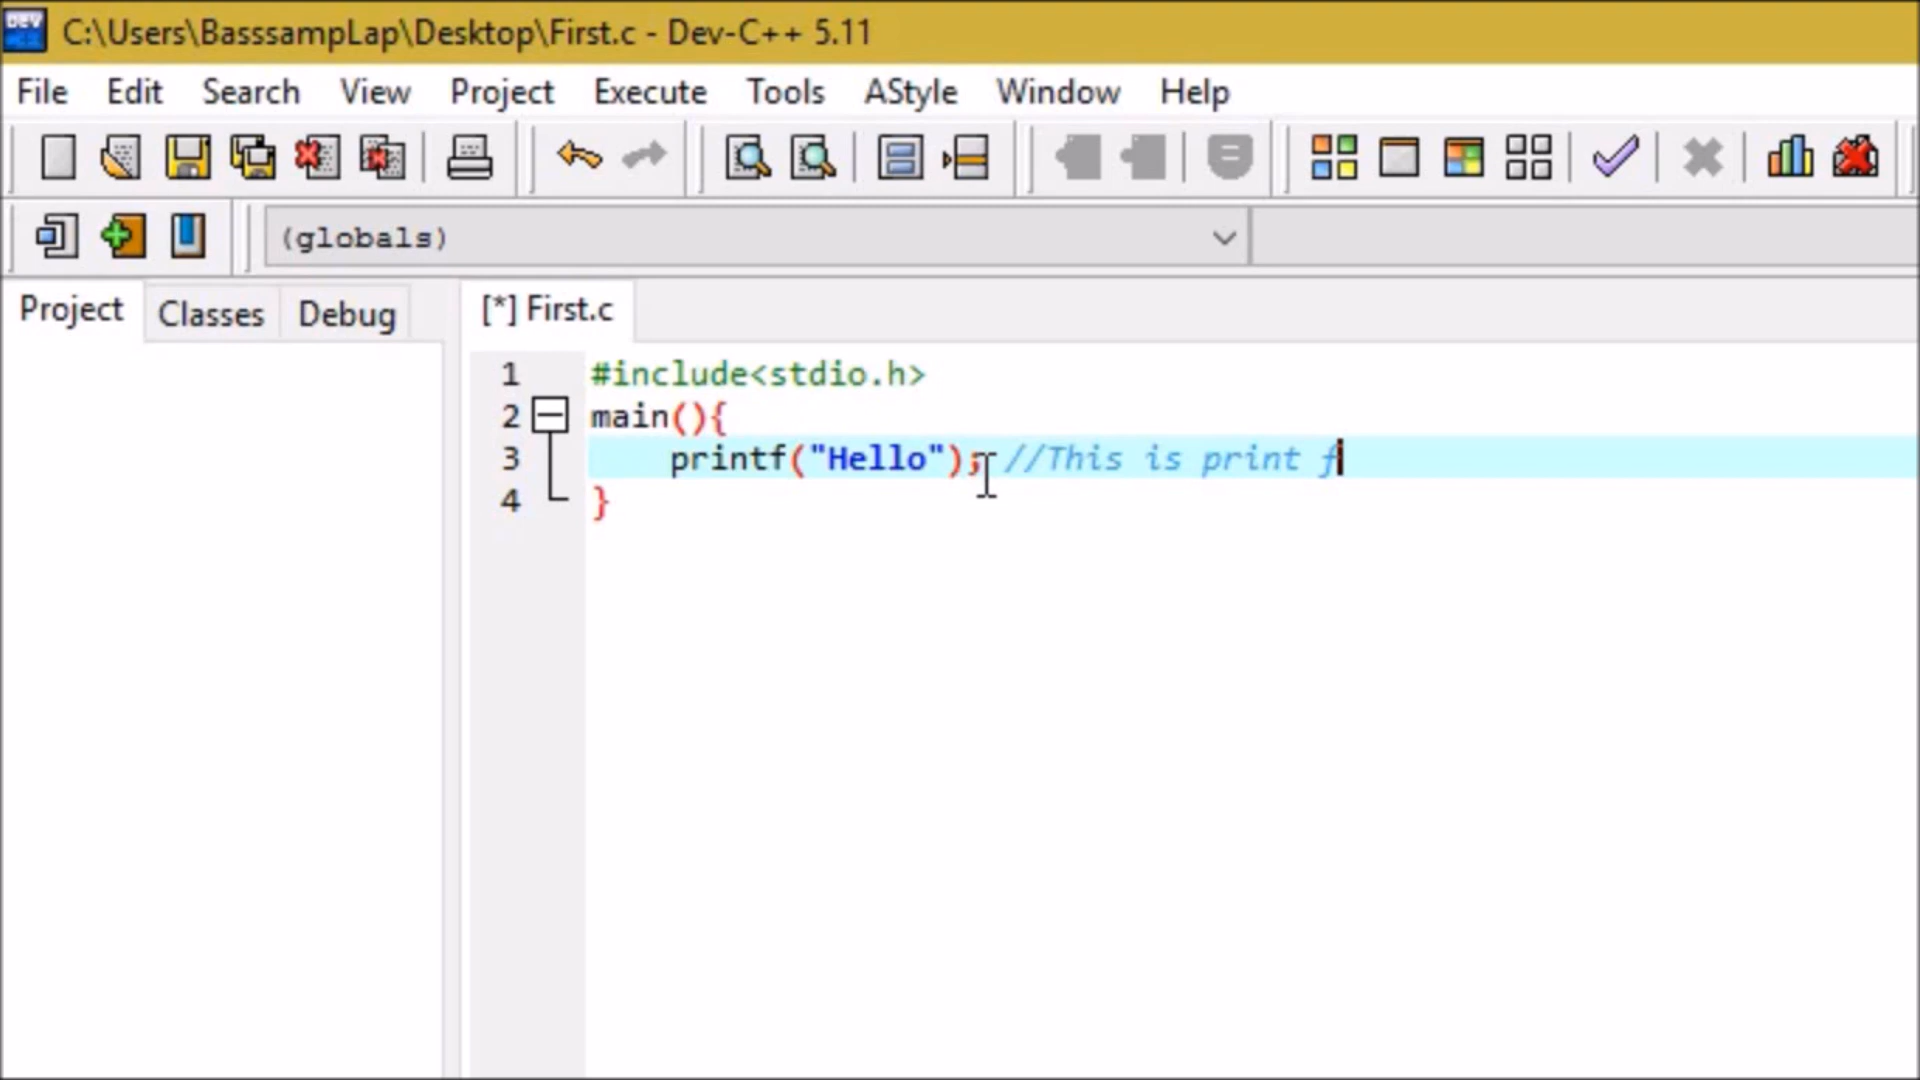 DEV
C:\Users\BasssampLap\Desktop\First.c - Dev-C++ 5.11
File Edit Search View Project Execute Tools AStyle Window Help
(globals)
Project Classes Debug [*] First.c
1 #include<stdio.h>
2 main(){
3 printf("Hello"); //This is print f
4 }